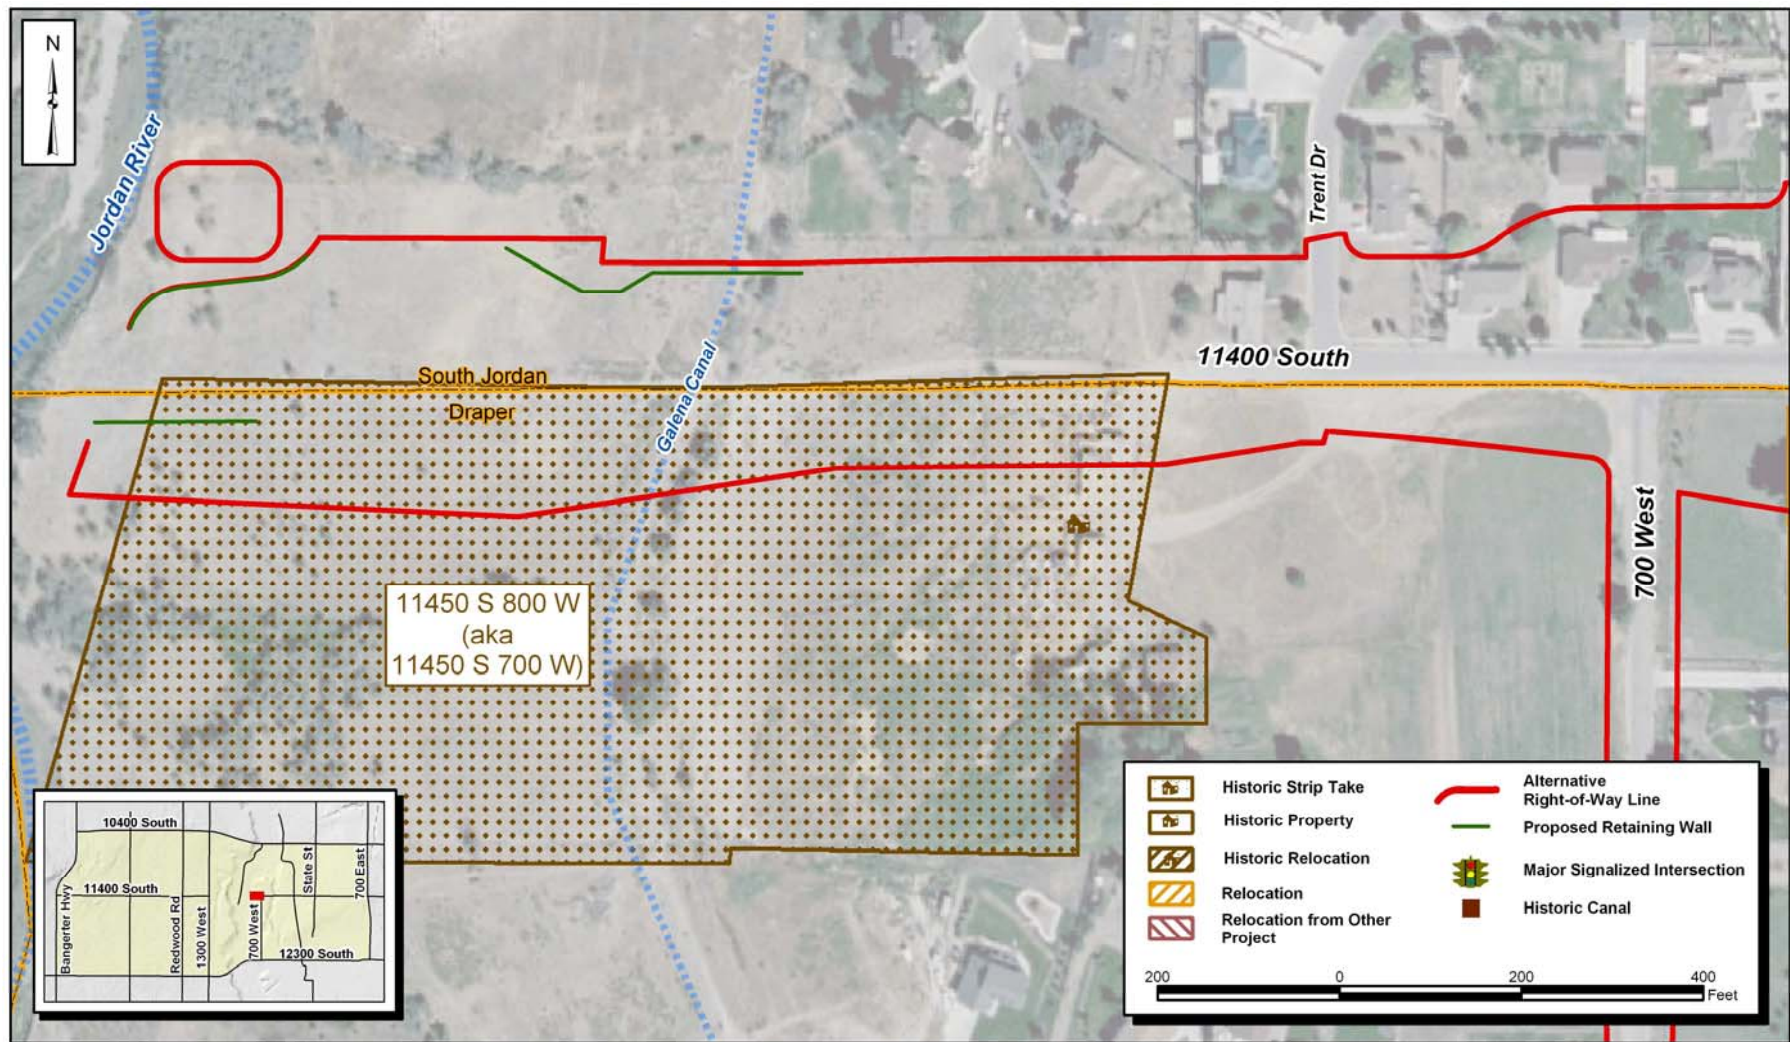 N
Jordan River
Trent Dr
11400 South
South Jordan
Draper
Galena Canal
700 West
11450 S 800 W
(aka
11450 S 700 W)
10400 South
11400 South
12300 South
Bangerter Hwy
Redwood Rd
1300 West
700 West
State St
700 East
Historic Strip Take
Historic Property
Historic Relocation
Relocation
Relocation from Other
Project
Alternative
Right-of-Way Line
Proposed Retaining Wall
Major Signalized Intersection
Historic Canal
200 0 200 400
Feet